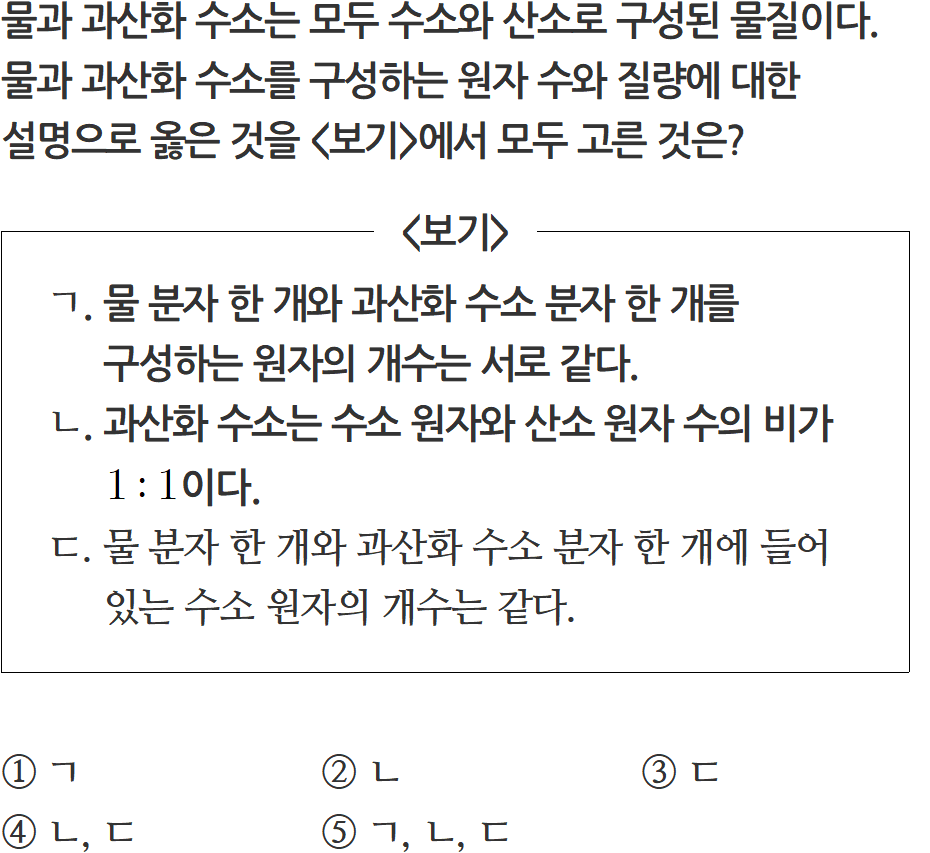 물과 과산화 수소는 모두 수소와 산소로 구성된 물질이다.
물과 과산화 수소를 구성하는 원자 수와 질량에 대한
설명으로 옳은 것을 <보기>에서 모두 고른 것은?
<보기>
ㄱ. 물 분자 한 개와 과산화 수소 분자 한 개를
구성하는 원자의 개수는 서로 같다.
ㄴ. 과산화 수소는 수소 원자와 산소 원자 수의 비가
1 : 1이다.
ㄷ. 물 분자 한 개와 과산화 수소 분자 한 개에 들어
있는 수소 원자의 개수는 같다.
① ㄱ ② ㄴ ③ ㄷ
④ ㄴ, ㄷ ⑤ ㄱ, ㄴ, ㄷ